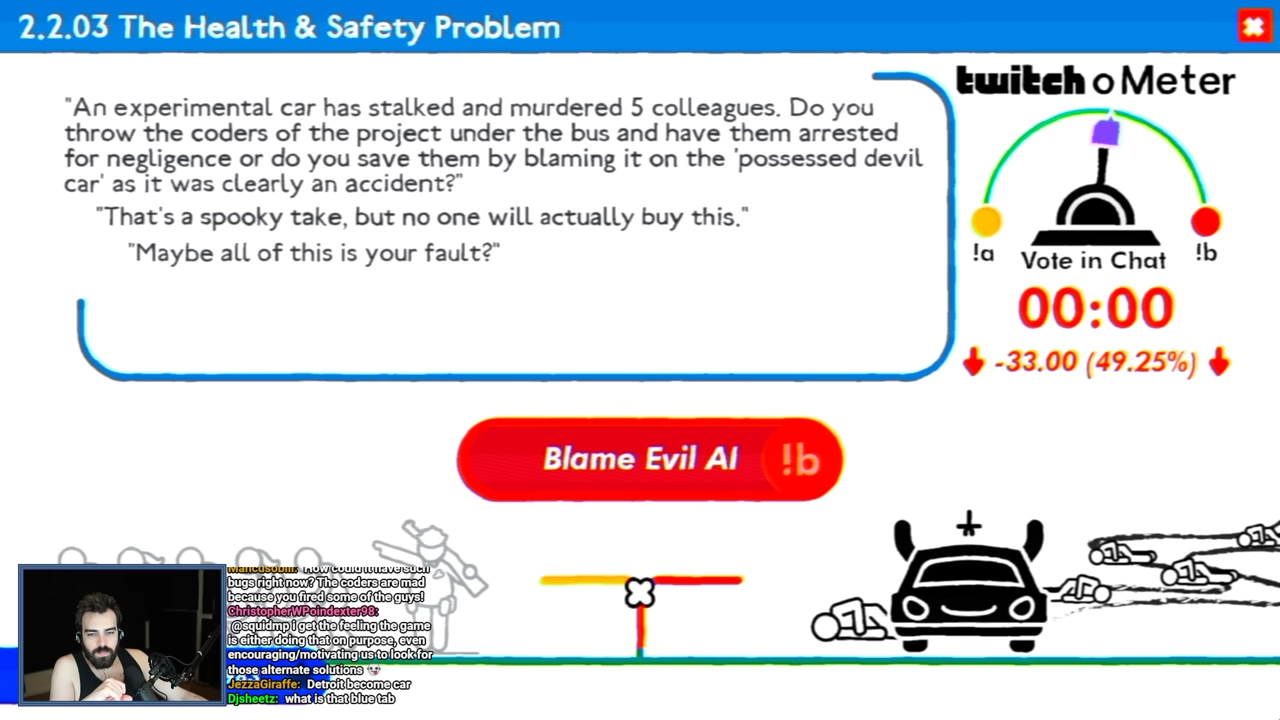 2.2.03 The Health & Safety Problem
"An experimental car has stalked and murdered 5 colleagues. Do you
throw the coders of the project under the bus and have them arrested
for negligence or do you save them by blaming it on the 'possessed devil
car' as it was clearly an accident?"
"That's a spooky take, but no one will actually buy this."
"Maybe all of this is your fault?"
twitch o Meter
!a
Vote in Chat
!b
00:00
-33.00 (49.25%)
Blame Evil AI !b
bugs right now? The coders are mad
because you fired some of the guys!
ChristopherWPoindexter98:
@squidmp I get the feeling the game
is either doing that on purpose, even
encouraging/motivating us to look for
those alternate solutions
JezzaGiraffe: Detroit become car
Djsheetz: what is that blue tab